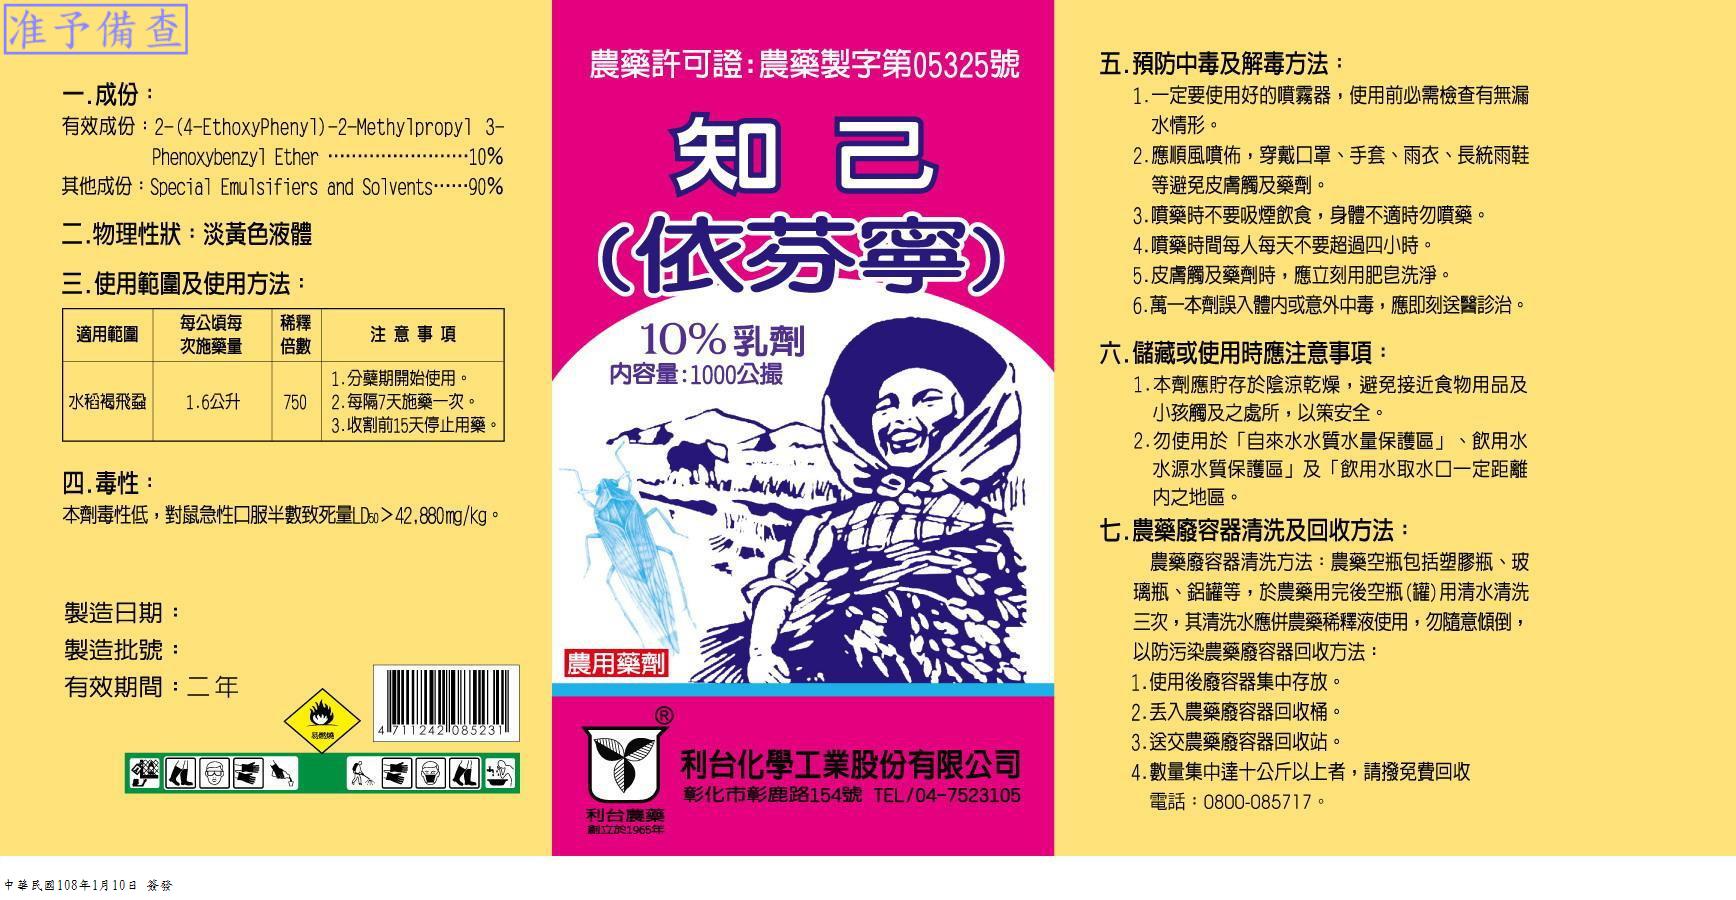 准予備查
一.成份：
有效成份：2-(4-EthoxyPhenyl)-2-Methylpropyl 3-
Phenoxybenzyl Ether ……………………10%
其他成份：Special Emulsifiers and Solvents……90%
二.物理性狀：淡黃色液體
三.使用範圍及使用方法：
適用範圍 每公頃每次施藥量 稀釋倍數 注意事項
水稻褐飛蝨 1.6公升 750
1.分蘗期開始使用。
2.每隔7天施藥一次。
3.收割前15天停止用藥。
四.毒性：
本劑毒性低，對鼠急性口服半數致死量LD50＞42,880mg/kg。
製造日期：
製造批號：
有效期間：二年
易燃燒
4 711242 085231
農藥許可證：農藥製字第05325號
知己
(依芬寧)
10%乳劑
內容量：1000公撮
農用藥劑
®
利台農藥
創立於1965年
利台化學工業股份有限公司
彰化市彰鹿路154號 TEL/04-7523105
五.預防中毒及解毒方法：
1.一定要使用好的噴霧器，使用前必需檢查有無漏
水情形。
2.應順風噴佈，穿戴口罩、手套、雨衣、長統雨鞋
等避免皮膚觸及藥劑。
3.噴藥時不要吸煙飲食，身體不適時勿噴藥。
4.噴藥時間每人每天不要超過四小時。
5.皮膚觸及藥劑時，應立刻用肥皂洗淨。
6.萬一本劑誤入體內或意外中毒，應即刻送醫診治。
六.儲藏或使用時應注意事項：
1.本劑應貯存於陰涼乾燥，避免接近食物用品及
小孩觸及之處所，以策安全。
2.勿使用於「自來水水質水量保護區」、飲用水
水源水質保護區」及「飲用水取水口一定距離
內之地區。
七.農藥廢容器清洗及回收方法：
農藥廢容器清洗方法：農藥空瓶包括塑膠瓶、玻
璃瓶、鋁罐等，於農藥用完後空瓶(罐)用清水清洗
三次，其清洗水應併農藥稀釋液使用，勿隨意傾倒，
以防污染農藥廢容器回收方法：
1.使用後廢容器集中存放。
2.丟入農藥廢容器回收桶。
3.送交農藥廢容器回收站。
4.數量集中達十公斤以上者，請撥免費回收
電話：0800-085717。
中華民國108年1月10日 簽發